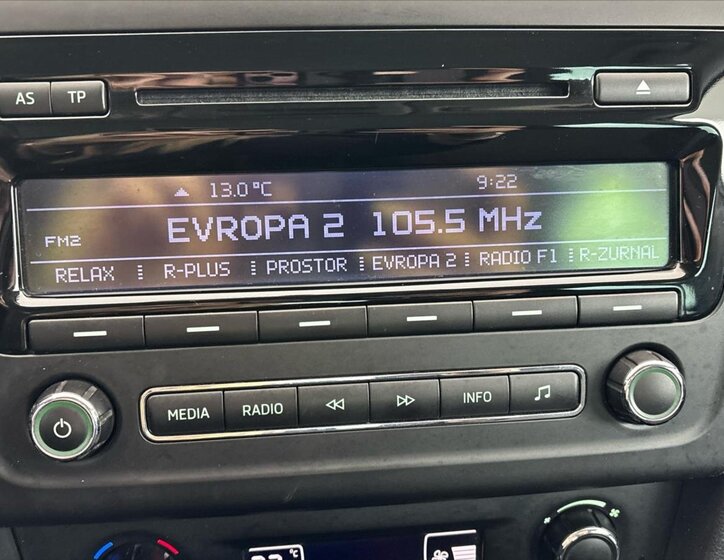 AS TP
13.0 °C 9:22
FM2 EVROPA 2 105.5 MHz
RELAX R-PLUS PROSTOR EVROPA 2 RADIO F1 R-ZURNAL
MEDIA RADIO INFO
°C